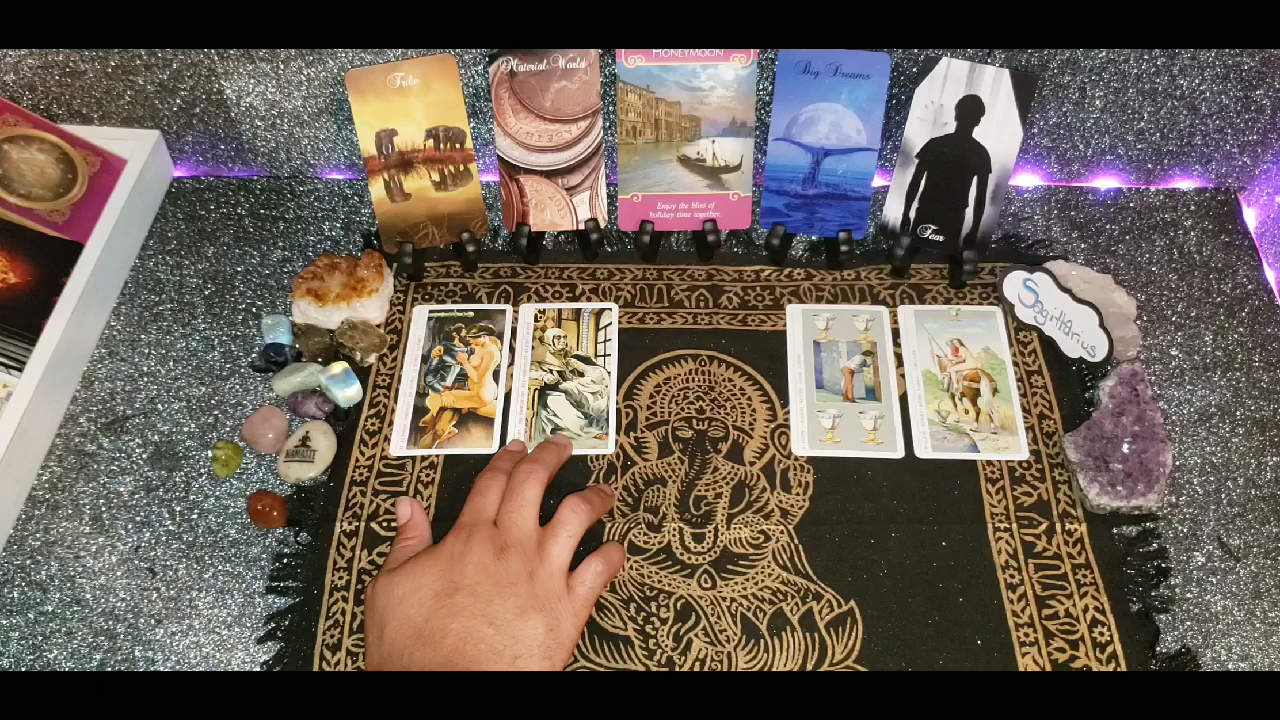 Tribe
Material World
HONEYMOON
Enjoy the bliss of
holiday time together.
Big Dreams
Fear
Sagittarius
NAMASTE